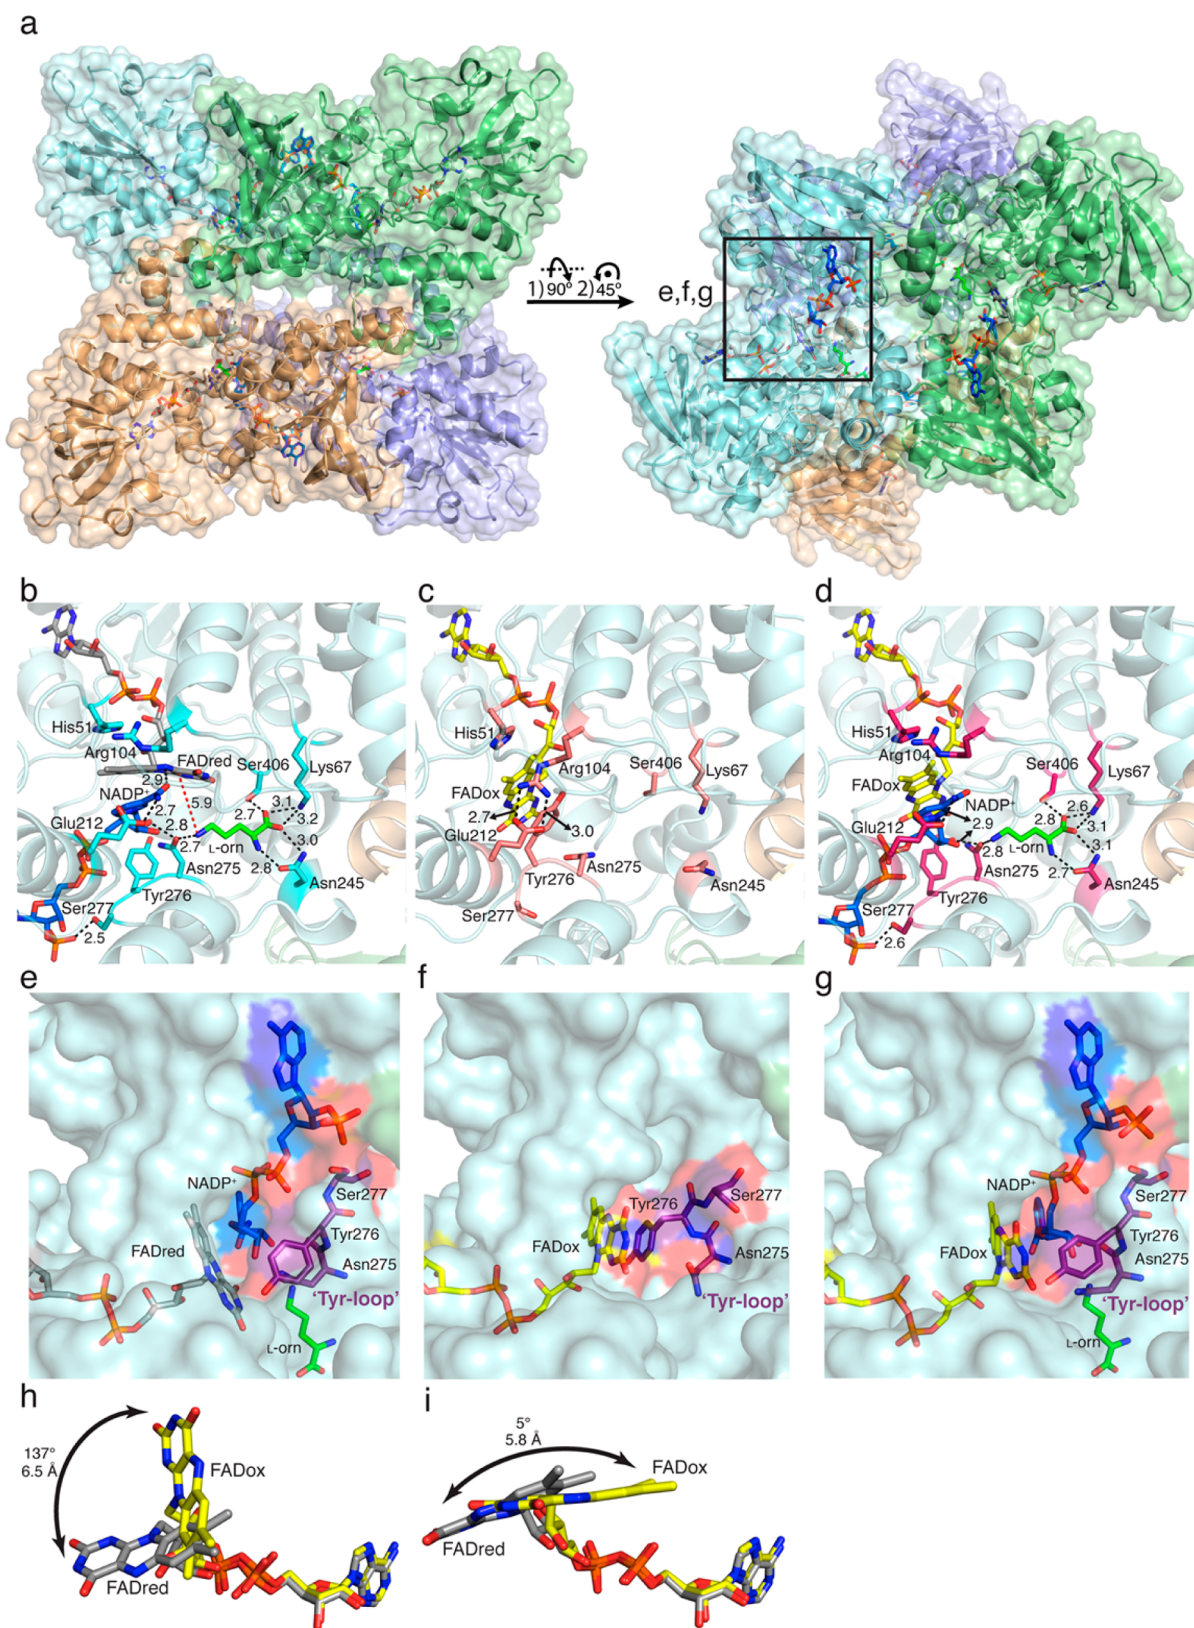 a
1) 90° 2) 45°
e,f,g
b
c
d
His51
Arg104
FADred
Ser406
Lys67
2.9
NADP⁺
2.7
5.9
2.7
3.1
3.2
Glu212
2.8
2.7
L-orn
3.0
Asn275
2.8
Tyr276
Asn245
Ser277
2.5
His51
Arg104
Ser406
Lys67
FADox
2.7
Glu212
3.0
Tyr276
Asn275
Asn245
Ser277
His51
Arg104
Ser406
Lys67
FADox
NADP⁺
2.6
2.8
3.1
Glu212
2.9
2.8
L-orn
3.1
Asn275
2.7
Tyr276
Asn245
Ser277
2.6
e
f
g
NADP⁺
Ser277
Tyr276
FADred
Asn275
'Tyr-loop'
L-orn
Tyr276
Ser277
FADox
Asn275
'Tyr-loop'
NADP⁺
Ser277
Tyr276
FADox
Asn275
'Tyr-loop'
L-orn
h
i
137°
6.5 Å
FADox
FADred
5°
5.8 Å
FADox
FADred